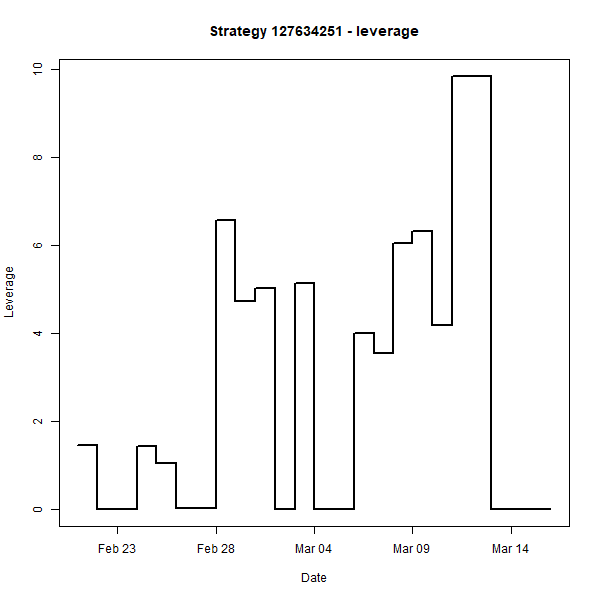 Strategy 127634251 - leverage
Leverage
10
8
6
4
2
0
Feb 23
Feb 28
Mar 04
Mar 09
Mar 14
Date